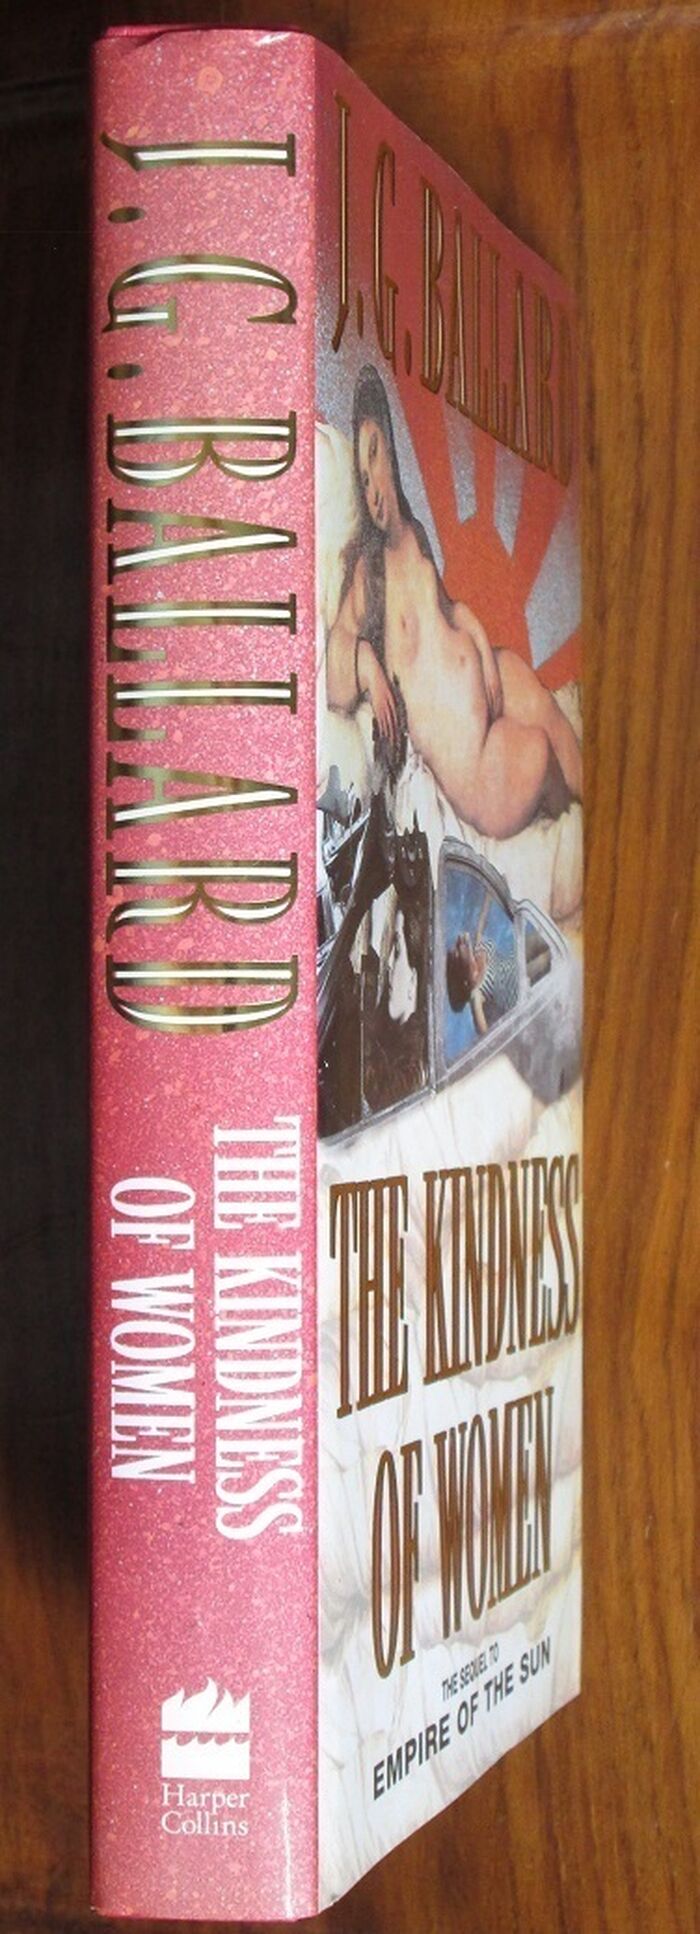 J. G. BALLARD
THE KINDNESS
OF WOMEN
Harper
Collins
J. G. BALLARD
THE KINDNESS
OF WOMEN
THE SEQUEL TO
EMPIRE OF THE SUN